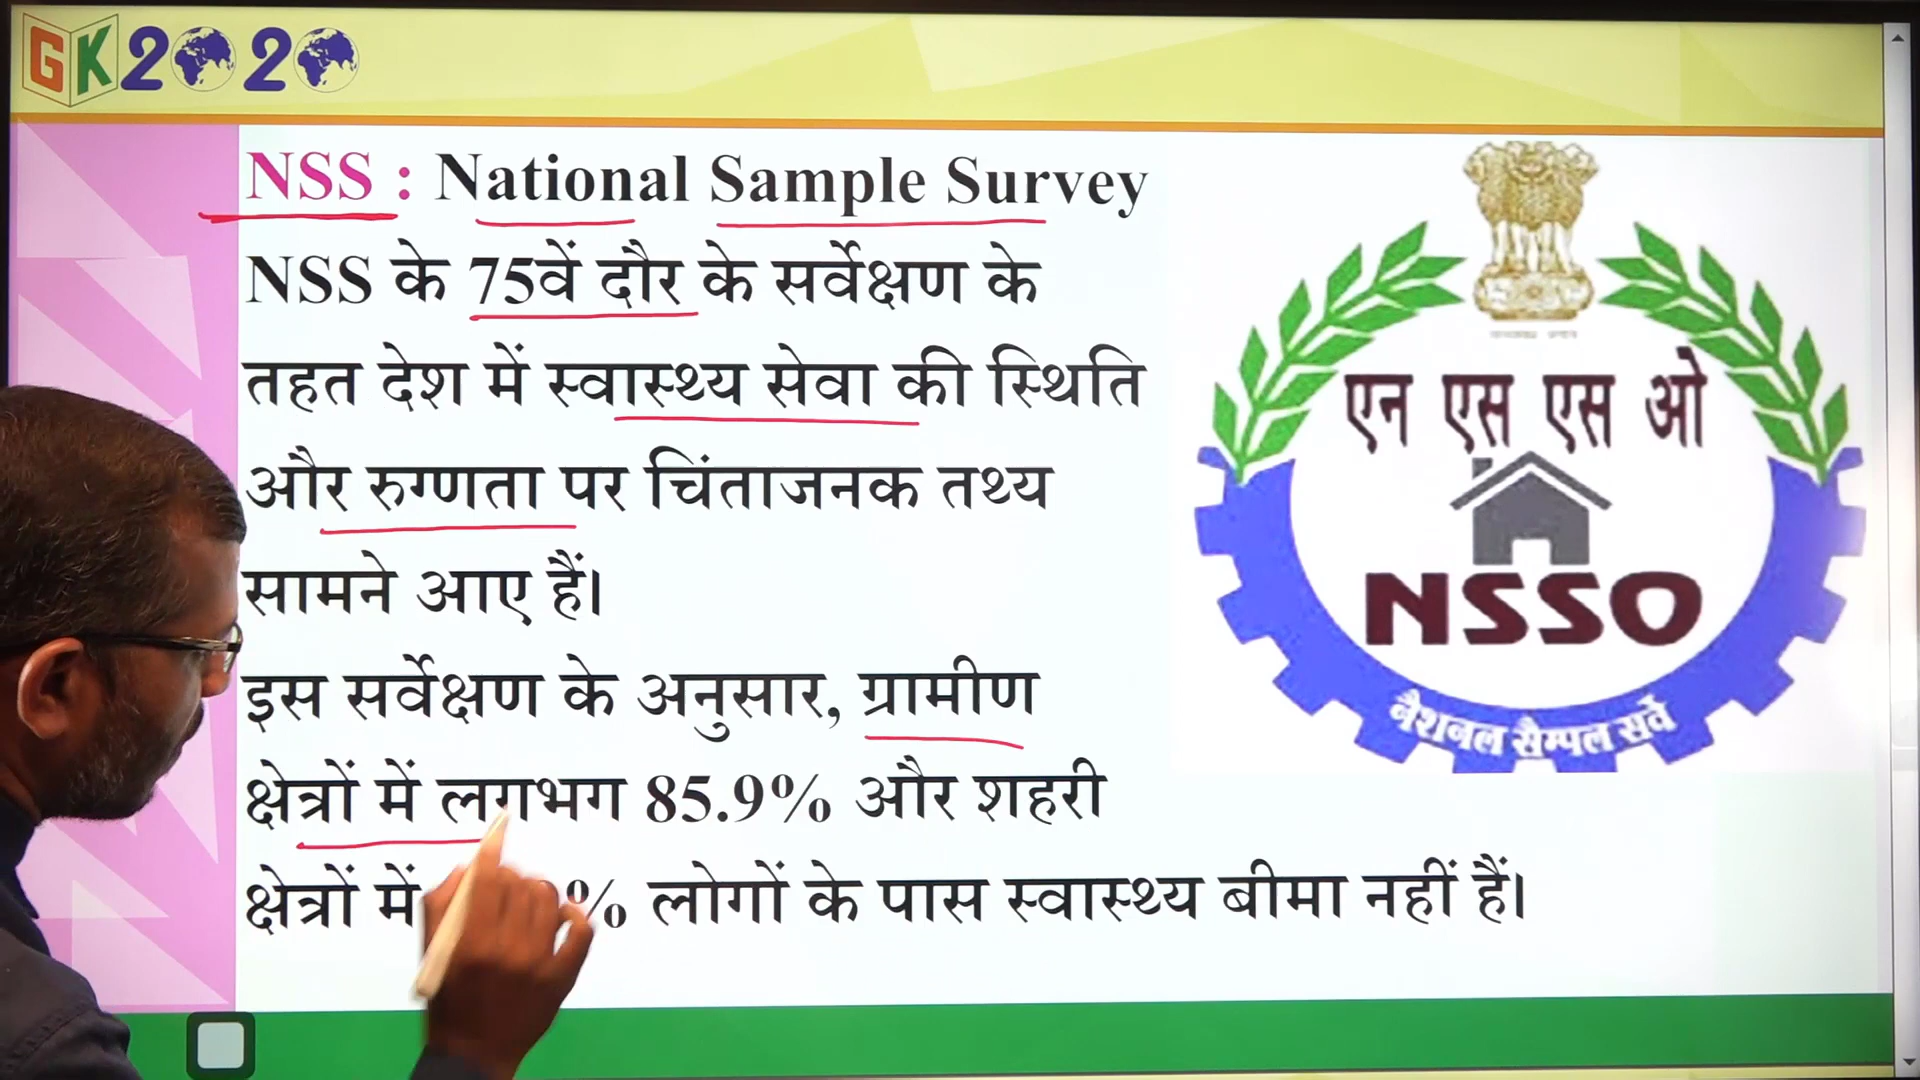 GK2020
NSS : National Sample Survey
NSS के 75वें दौर के सर्वेक्षण के
तहत देश में स्वास्थ्य सेवा की स्थिति
और रुग्णता पर चिंताजनक तथ्य
सामने आए हैं।
इस सर्वेक्षण के अनुसार, ग्रामीण
क्षेत्रों में लगभग 85.9% और शहरी
क्षेत्रों में % लोगों के पास स्वास्थ्य बीमा नहीं हैं।
एन एस एस ओ
NSSO
नैशनल सैम्पल सर्वे